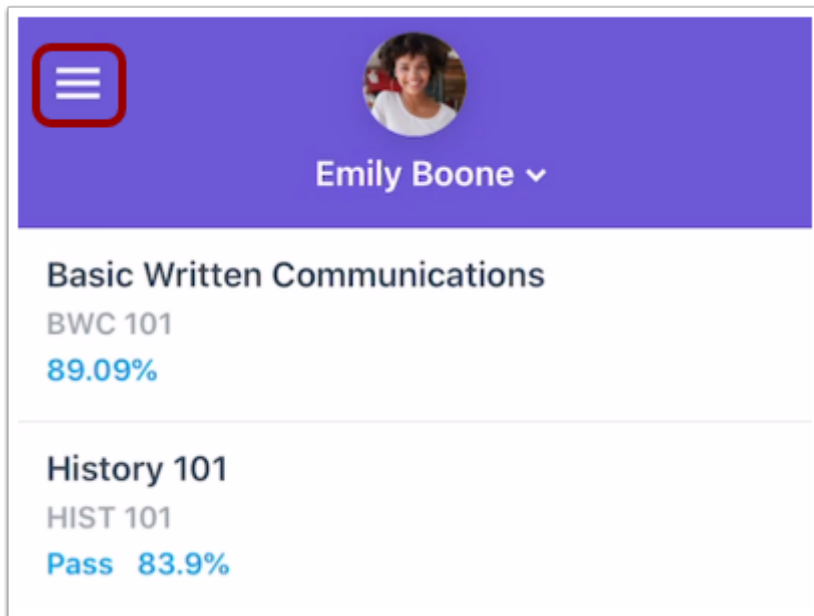 Emily Boone
Basic Written Communications
BWC 101
89.09%
History 101
HIST 101
Pass 83.9%